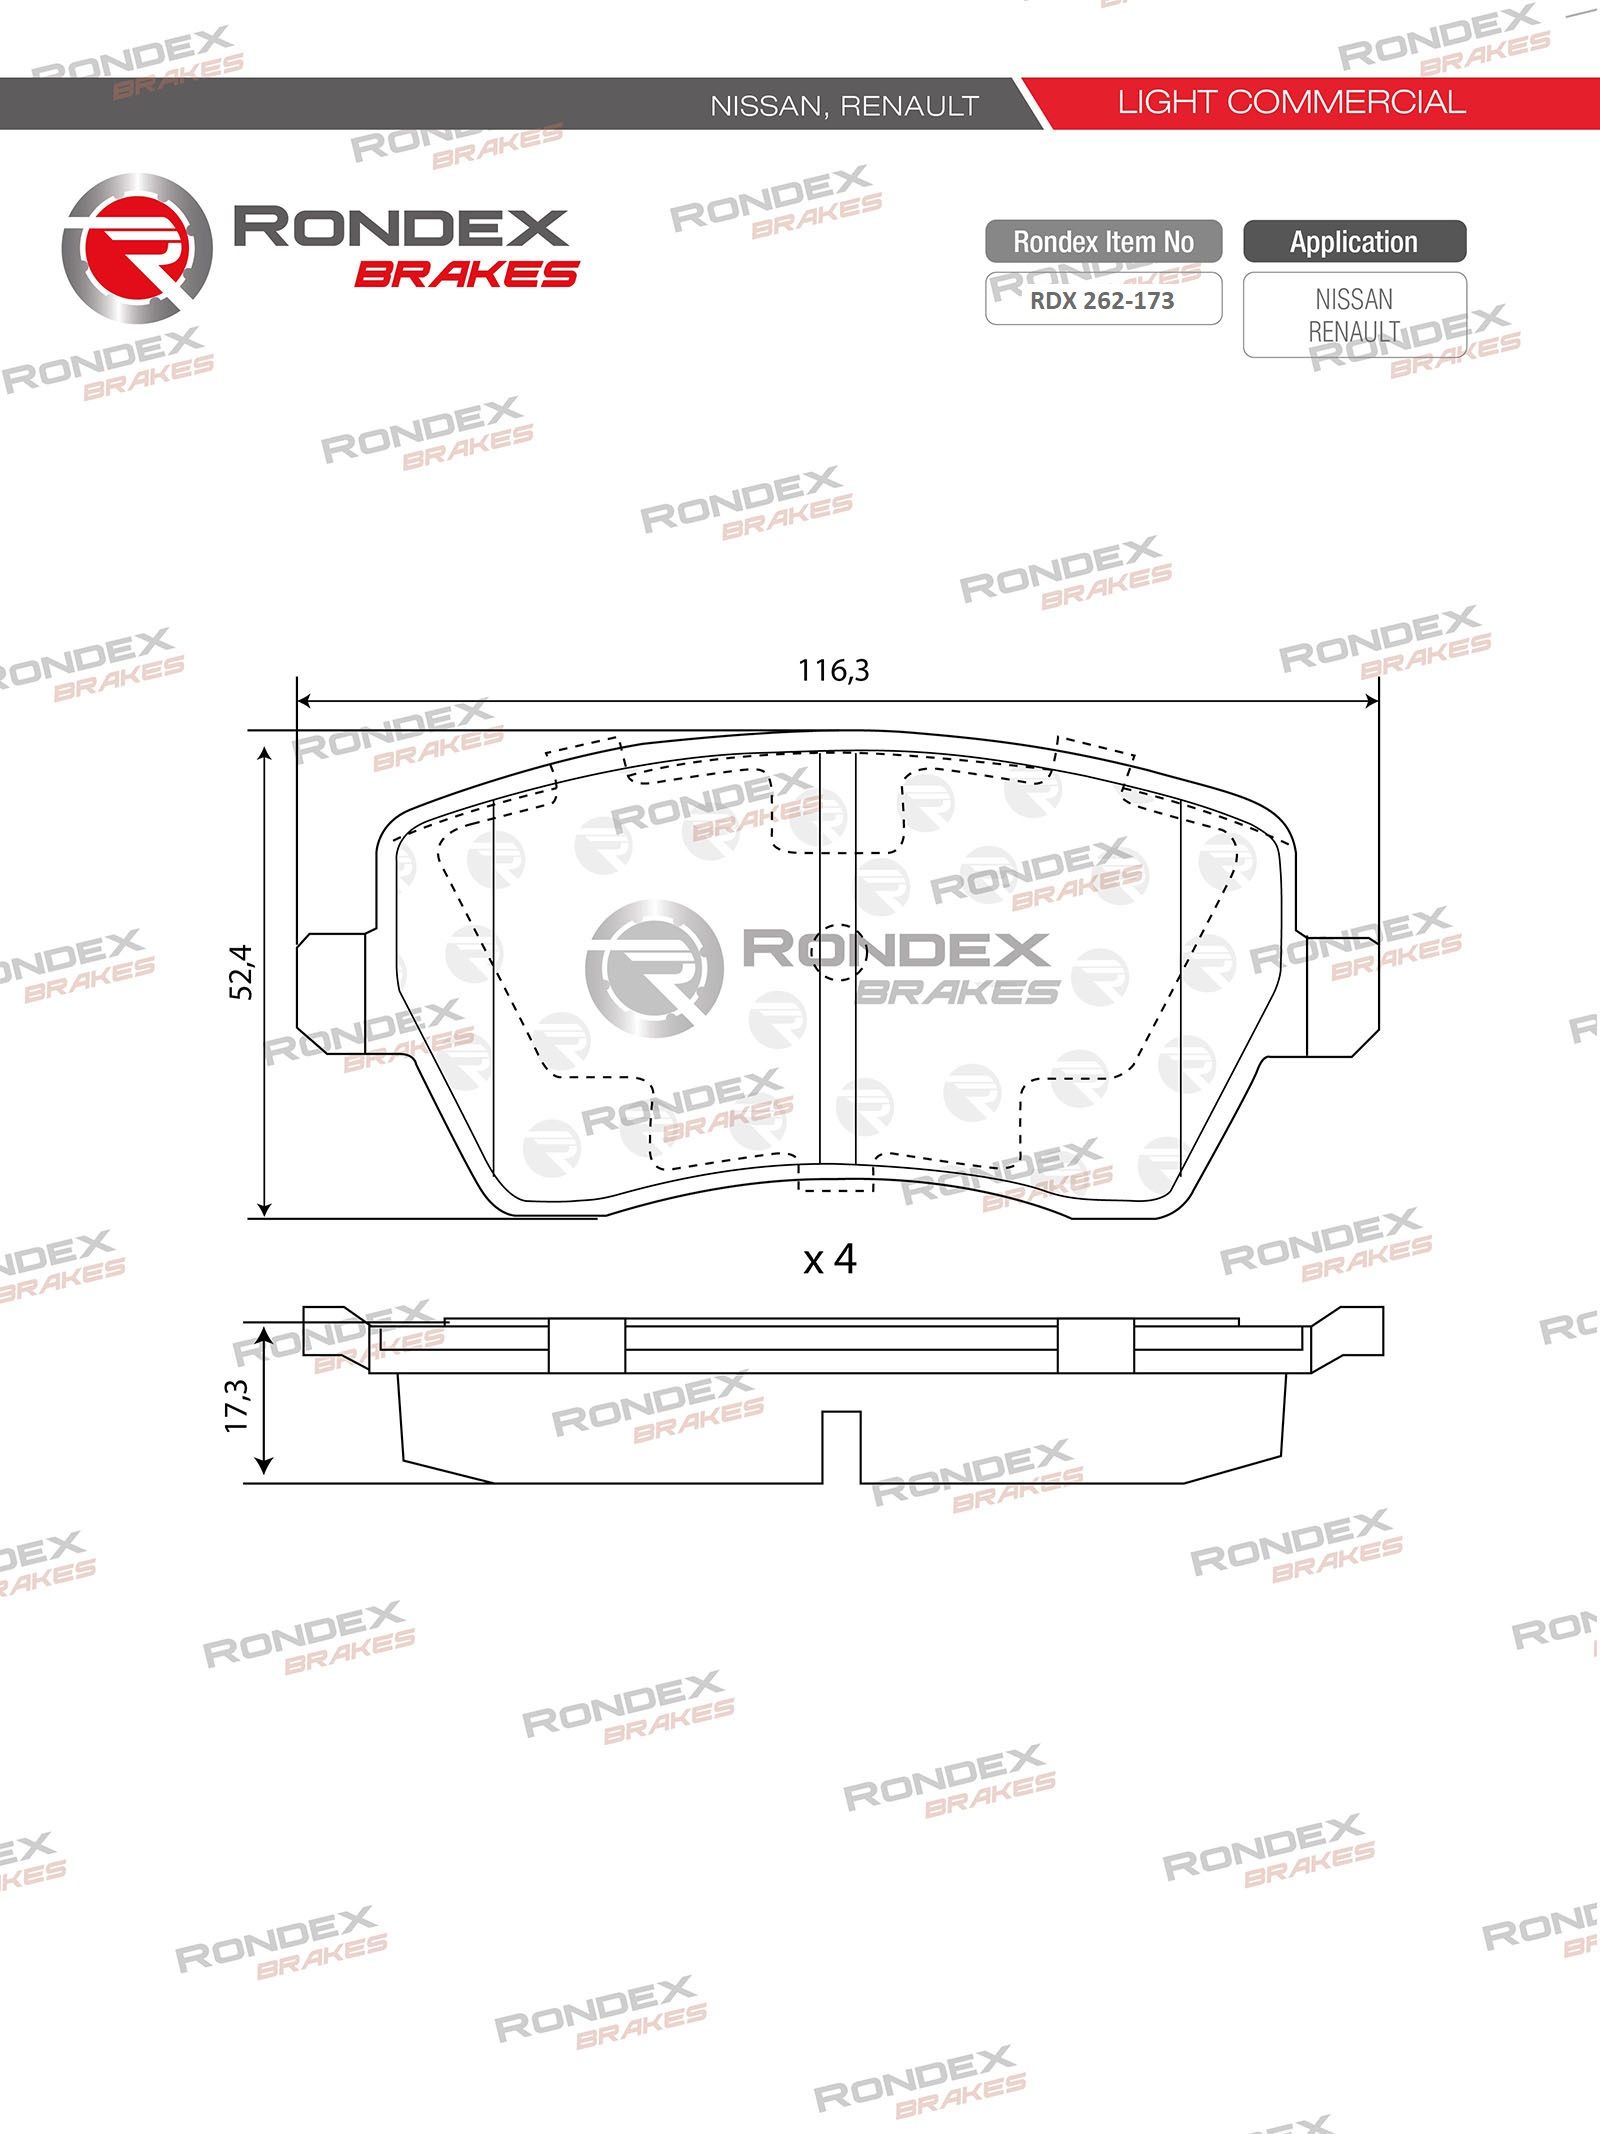 NISSAN, RENAULT
LIGHT COMMERCIAL
RONDEX
BRAKES
Rondex Item No
Application
RDX 262-173
NISSAN
RENAULT
116,3
52,4
RONDEX
BRAKES
x 4
17,3